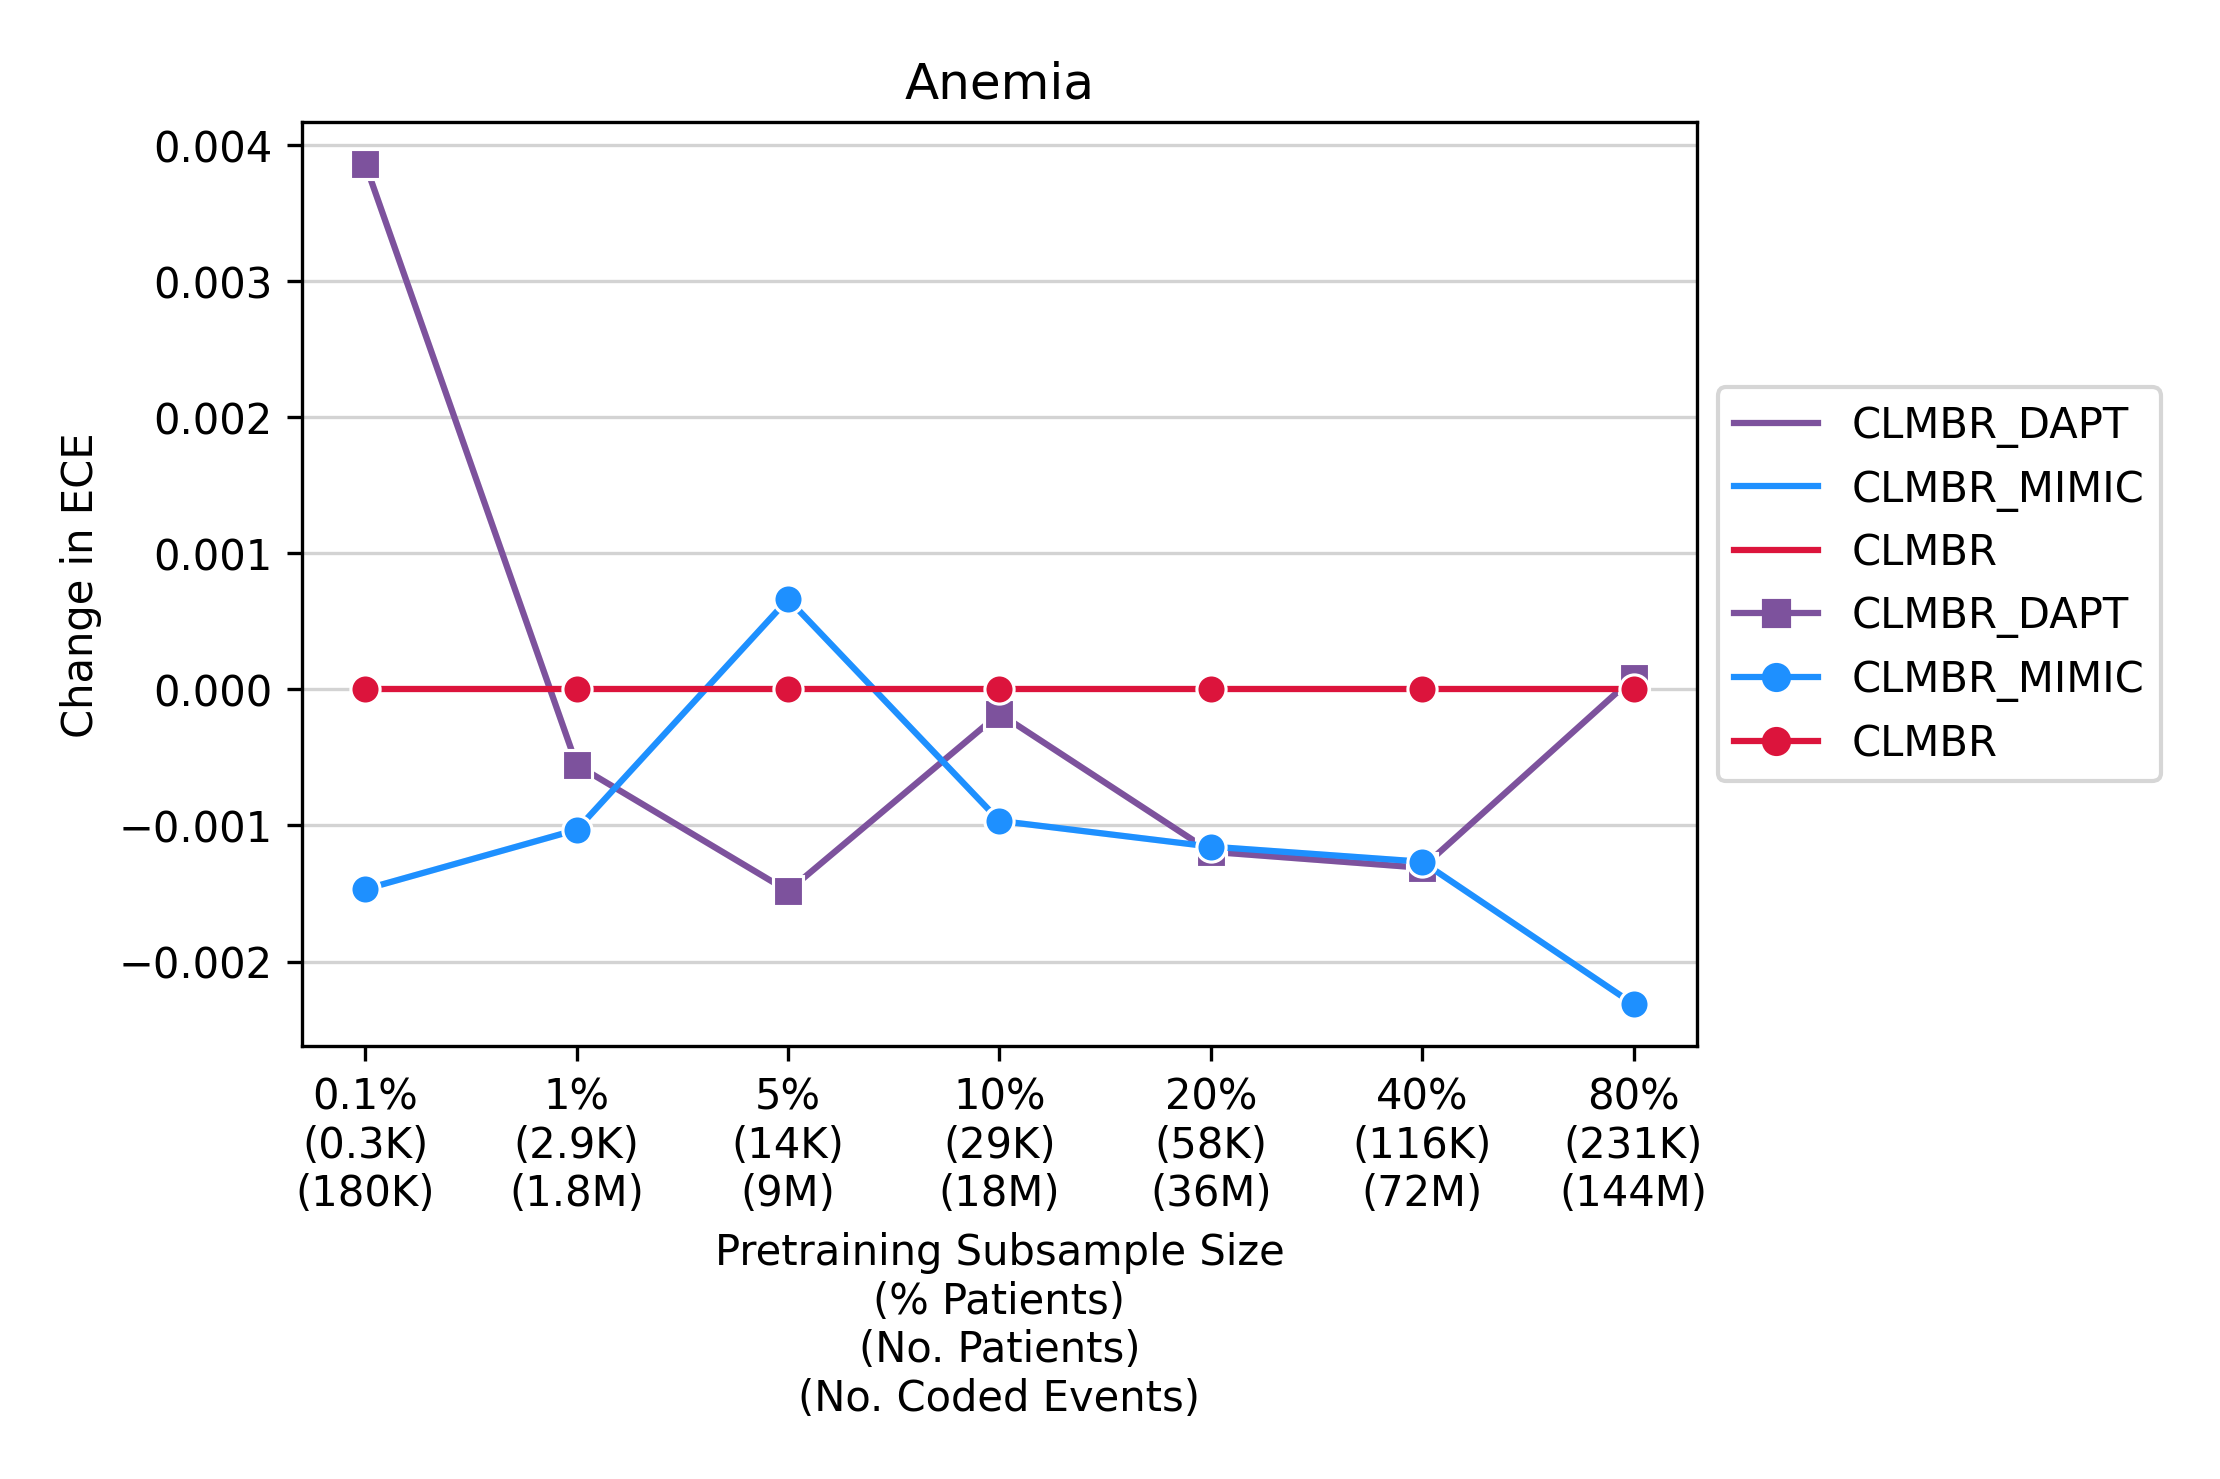 Anemia
0.004
0.003
0.002
0.001
0.000
−0.001
−0.002
Change in ECE
0.1% 1% 5% 10% 20% 40% 80%
(0.3K) (2.9K) (14K) (29K) (58K) (116K) (231K)
(180K) (1.8M) (9M) (18M) (36M) (72M) (144M)
Pretraining Subsample Size
(% Patients)
(No. Patients)
(No. Coded Events)
CLMBR_DAPT
CLMBR_MIMIC
CLMBR
CLMBR_DAPT
CLMBR_MIMIC
CLMBR